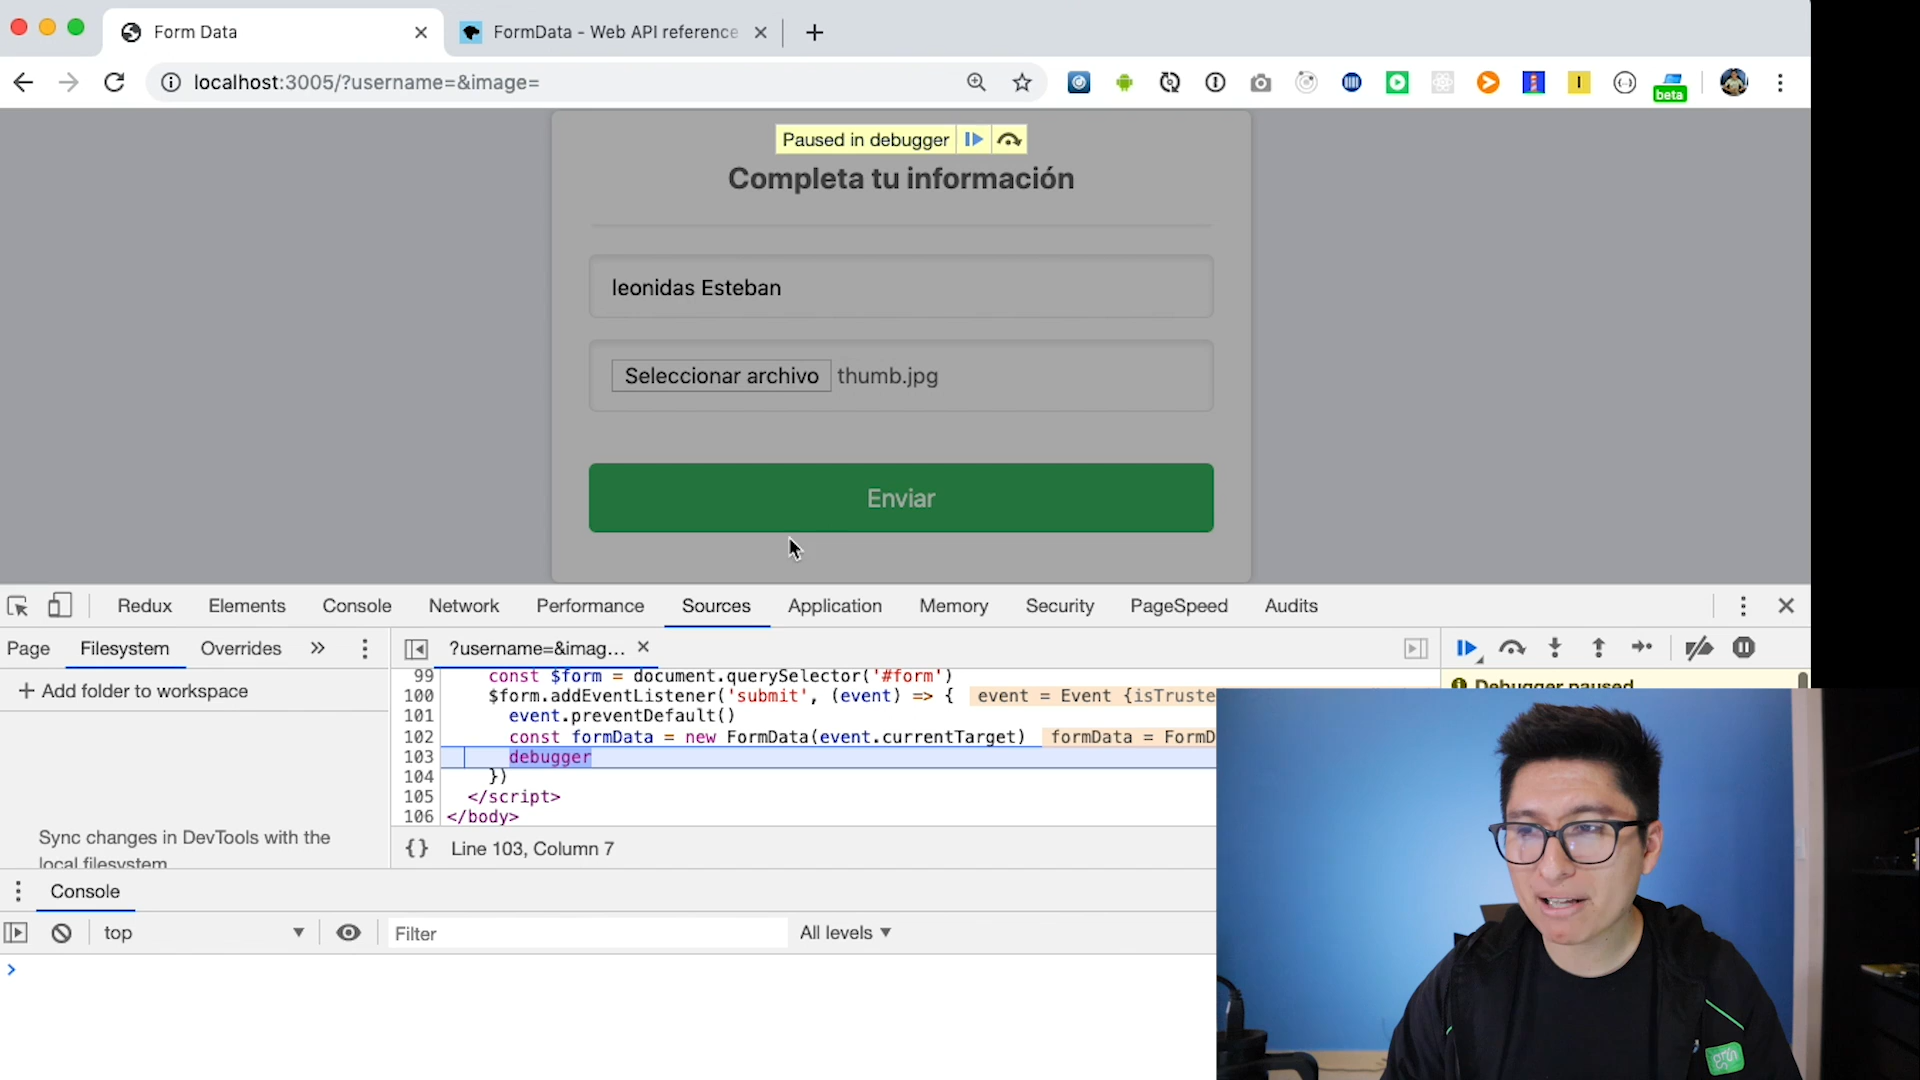 Form Data
FormData - Web API reference
localhost:3005/?username=&image=
beta
Paused in debugger
Completa tu información
leonidas Esteban
Seleccionar archivo thumb.jpg
Enviar
Redux Elements Console Network Performance Sources Application Memory Security PageSpeed Audits
Page Filesystem Overrides »
?username=&imag...
+ Add folder to workspace
Debugger paused
99 const $form = document.querySelector('#form')
100 $form.addEventListener('submit', (event) => { event = Event {isTruste
101 event.preventDefault()
102 const formData = new FormData(event.currentTarget) formData = FormD
103 debugger
104 })
105 </script>
106 </body>
Sync changes in DevTools with the
local filesystem
{} Line 103, Column 7
Console
top
Filter
All levels ▼
>